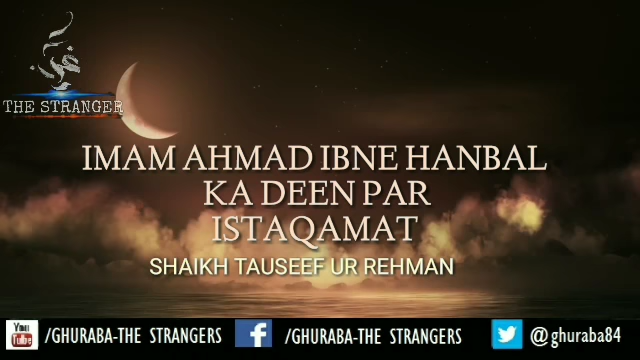 THE STRANGER
IMAM AHMAD IBNE HANBAL
KA DEEN PAR
ISTAQAMAT
SHAIKH TAUSEEF UR REHMAN
You Tube /GHURABA-THE STRANGERS f /GHURABA-THE STRANGERS @ghuraba84